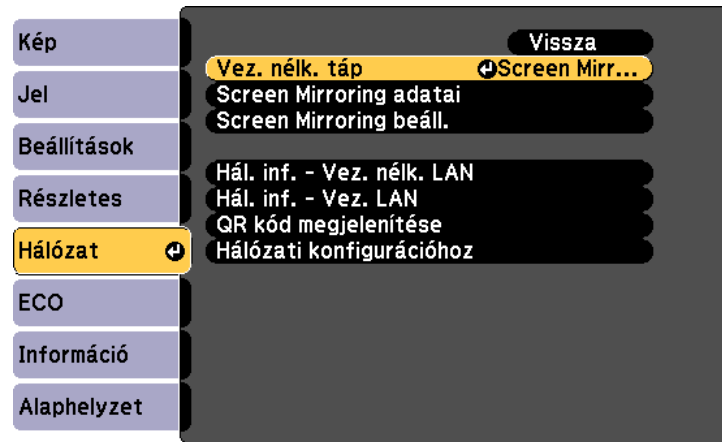 Kép
Jel
Beállítások
Részletes
Hálózat
ECO
Információ
Alaphelyzet
Vissza
Vez. nélk. táp Screen Mirr...
Screen Mirroring adatai
Screen Mirroring beáll.
Hál. inf. - Vez. nélk. LAN
Hál. inf. - Vez. LAN
QR kód megjelenítése
Hálózati konfigurációhoz